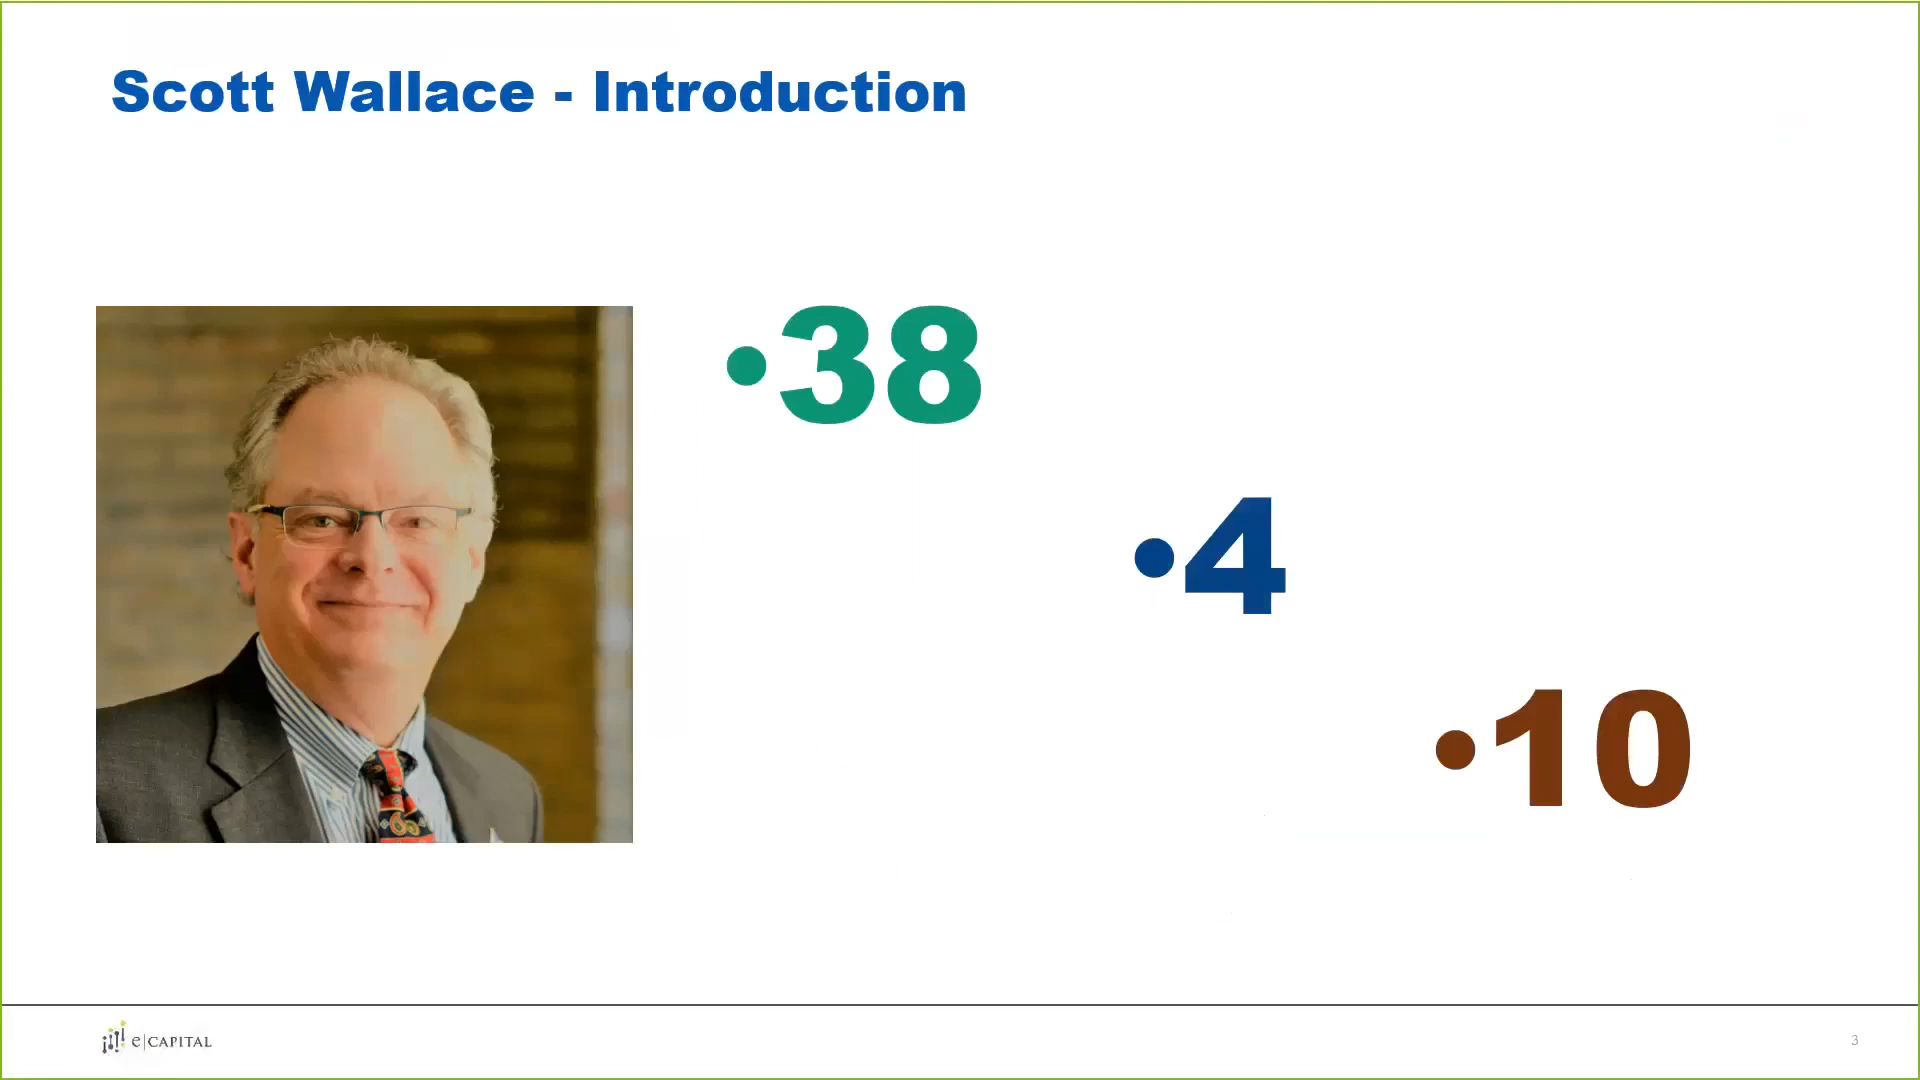 Scott Wallace - Introduction
•38
•4
•10
e|CAPITAL
3